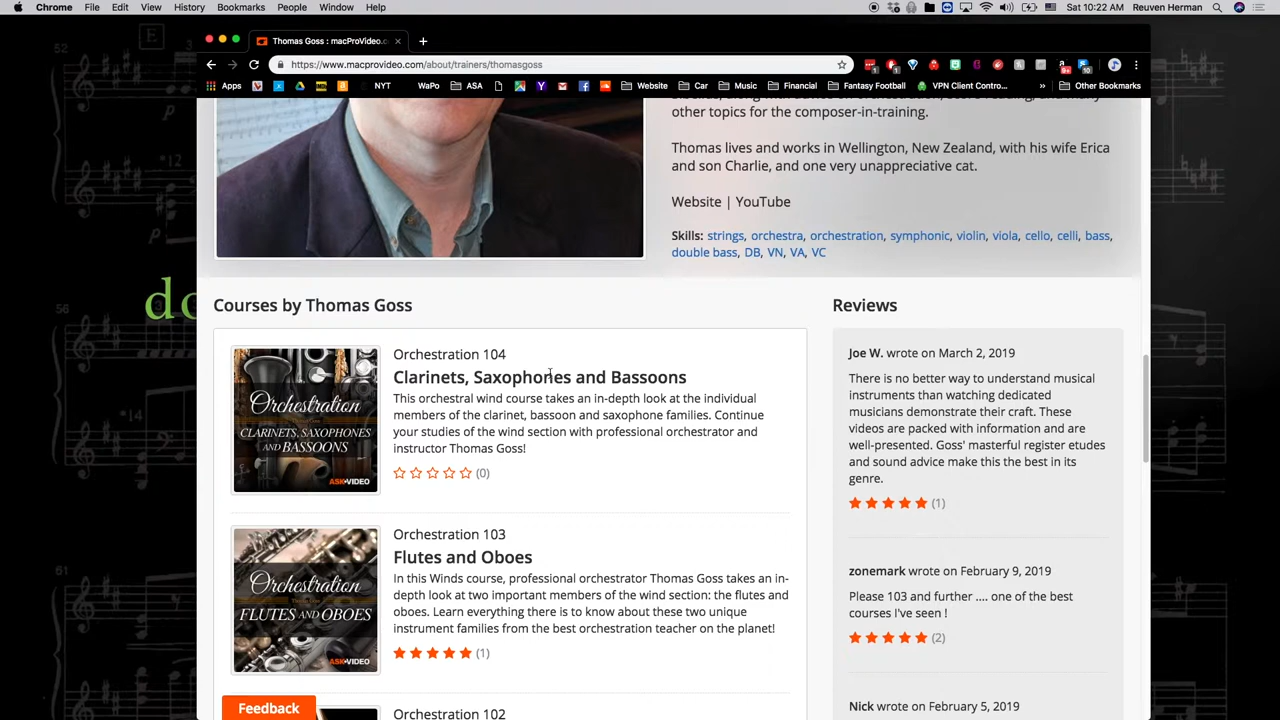 Chrome File Edit View History Bookmarks People Window Help Sat 10:22 AM Reuven Herman
Thomas Goss : macProVideo.c
https://www.macprovideo.com/about/trainers/thomasgoss
Apps NYT WaPo ASA Website Car Music Financial Fantasy Football VPN Client Contro... » Other Bookmarks
other topics for the composer-in-training.
Thomas lives and works in Wellington, New Zealand, with his wife Erica
and son Charlie, and one very unappreciative cat.
Website | YouTube
Skills: strings, orchestra, orchestration, symphonic, violin, viola, cello, celli, bass,
double bass, DB, VN, VA, VC
Courses by Thomas Goss
Orchestration 104
Clarinets, Saxophones and Bassoons
This orchestral wind course takes an in-depth look at the individual
members of the clarinet, bassoon and saxophone families. Continue
your studies of the wind section with professional orchestrator and
instructor Thomas Goss!
(0)
Orchestration
CLARINETS, SAXOPHONES
AND BASSOONS
ASK VIDEO
Orchestration 103
Flutes and Oboes
In this Winds course, professional orchestrator Thomas Goss takes an in-
depth look at two important members of the wind section: the flutes and
oboes. Learn everything there is to know about these two unique
instrument families from the best orchestration teacher on the planet!
(1)
Orchestration
FLUTES AND OBOES
ASK VIDEO
Orchestration 102
Feedback
Reviews
Joe W. wrote on March 2, 2019
There is no better way to understand musical
instruments than watching dedicated
musicians demonstrate their craft. These
videos are packed with information and are
well-presented. Goss' masterful register etudes
and sound advice make this the best in its
genre.
(1)
zonemark wrote on February 9, 2019
Please 103 and further .... one of the best
courses I've seen !
(2)
Nick wrote on February 5, 2019
52
E
*12
p
do
56
*14
61